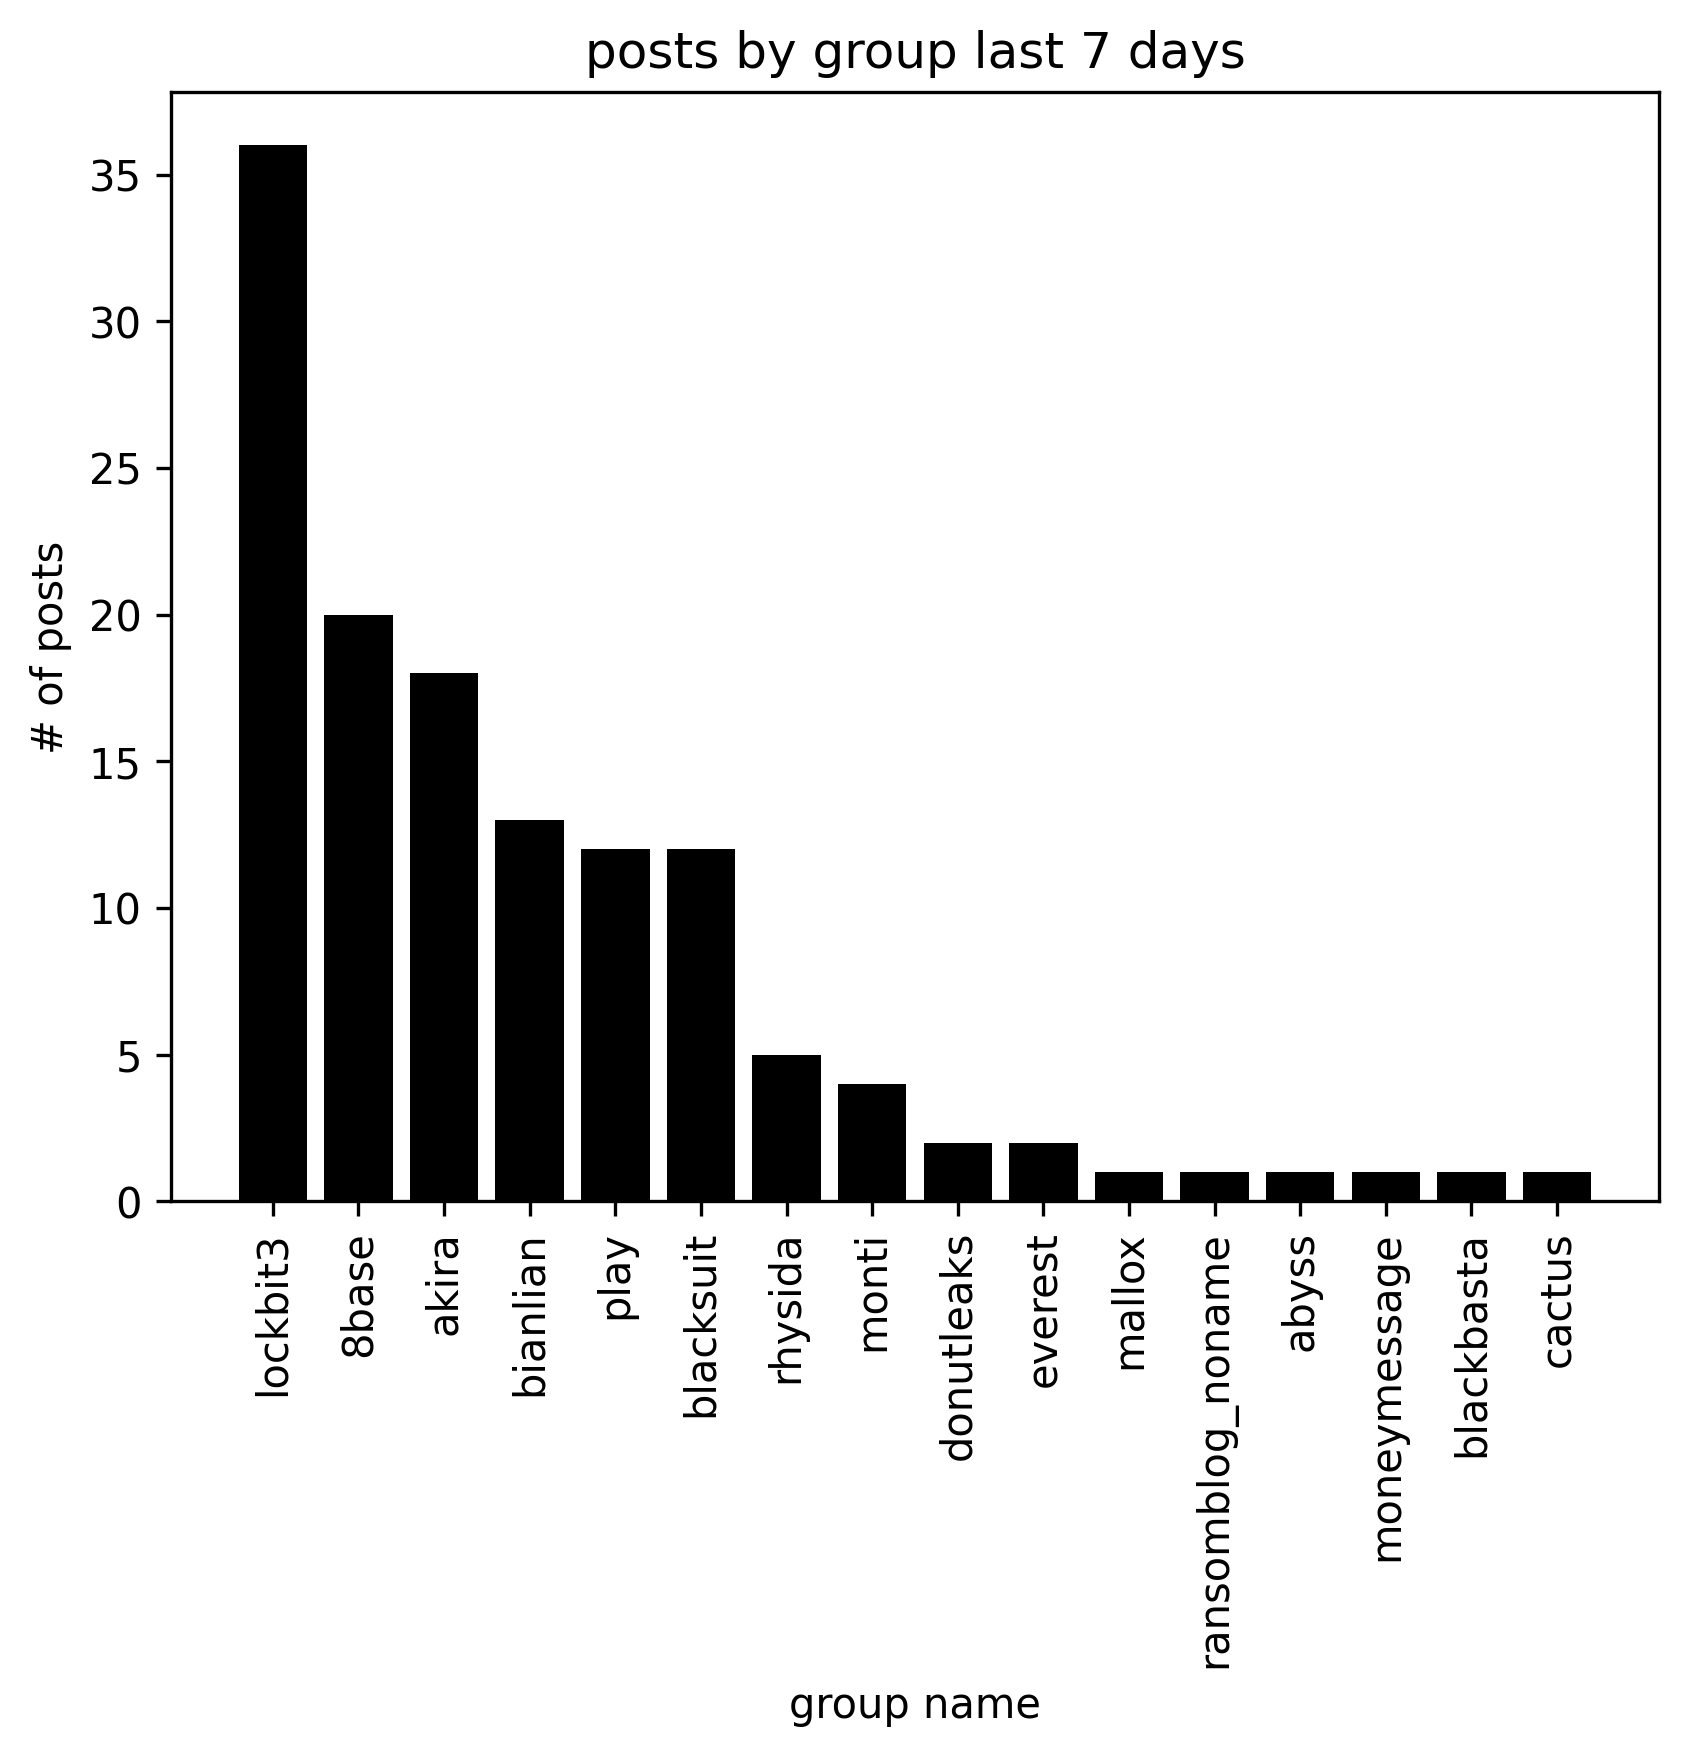 posts by group last 7 days
# of posts
35
30
25
20
15
10
5
0
lockbit3
8base
akira
bianlian
play
blacksuit
rhysida
monti
donutleaks
everest
mallox
ransomblog_noname
abyss
moneymessage
blackbasta
cactus
group name